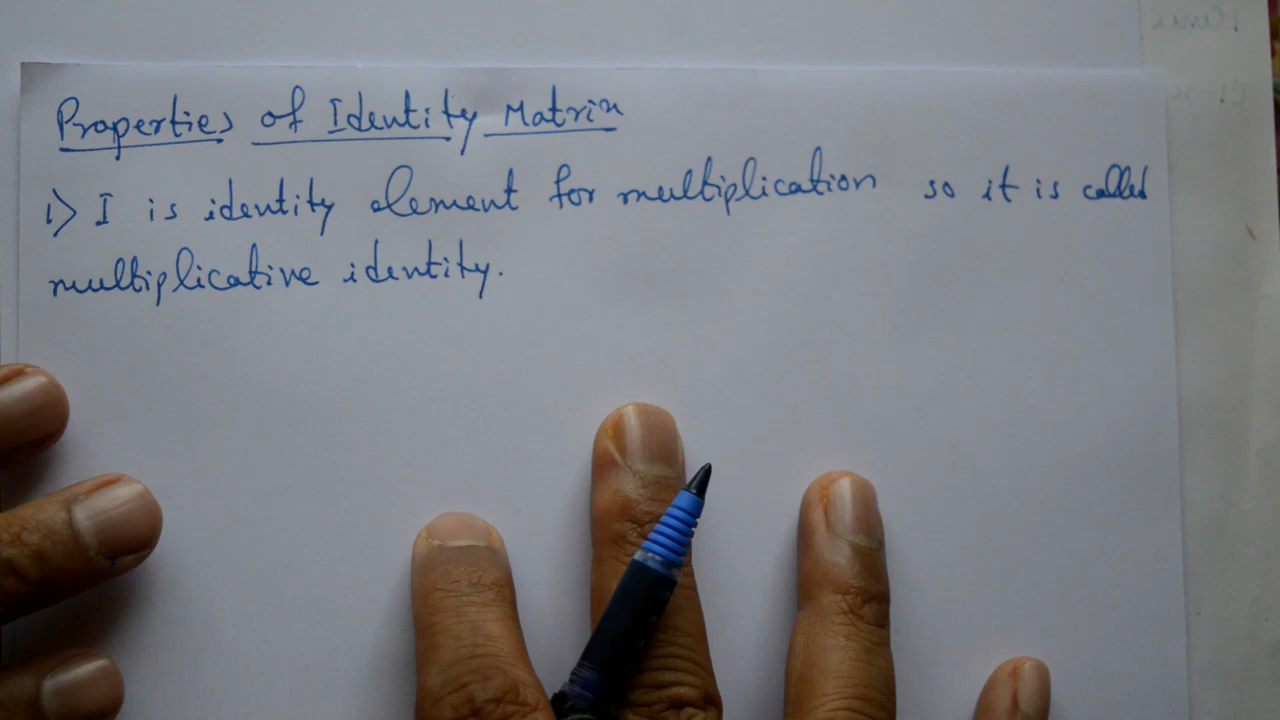 Properties of Identity Matrix
1) I is identity element for multiplication so it is called
multiplicative identity.